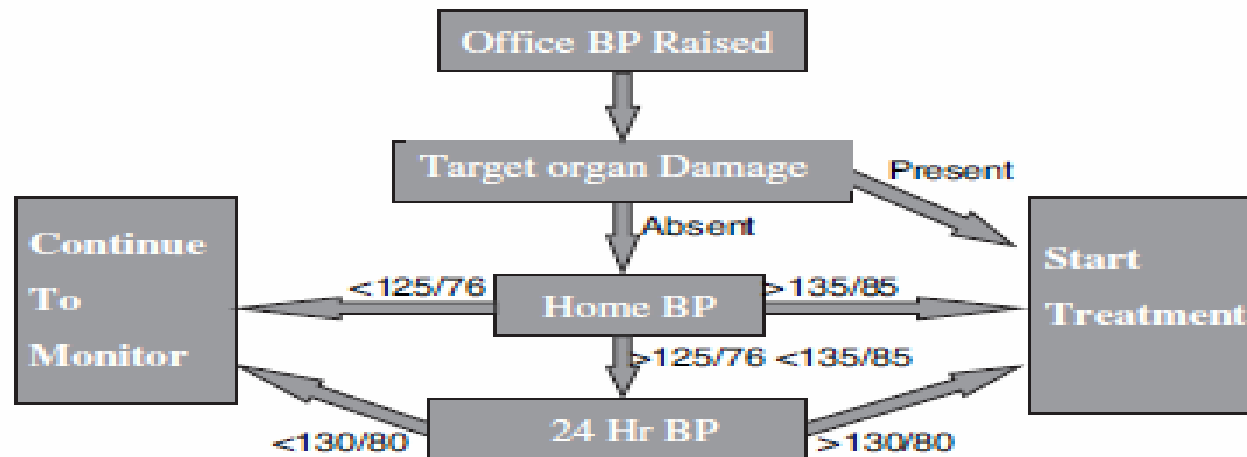 Office BP Raised
Target organ Damage
Present
Absent
Continue
To
Monitor
Start
Treatment
<125/76
Home BP
>135/85
>125/76 <135/85
<130/80
24 Hr BP
>130/80